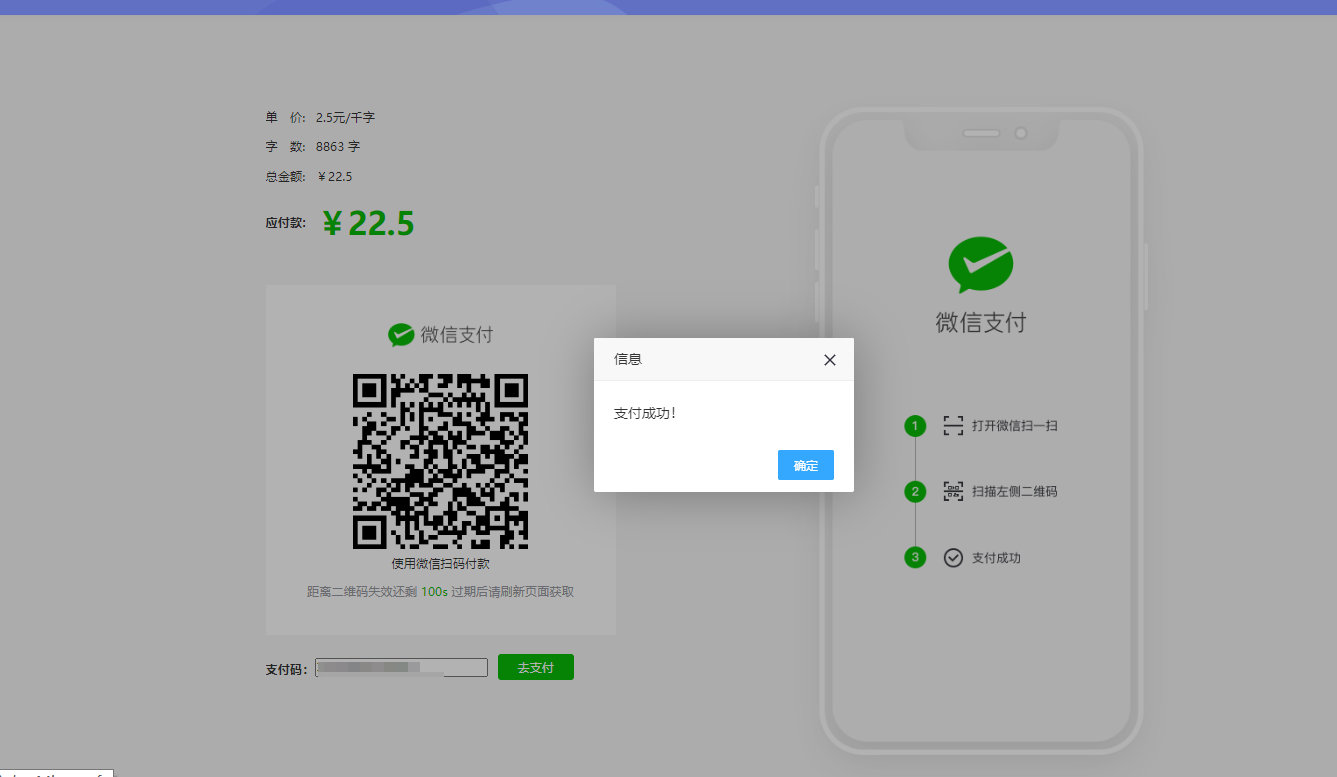 单 价: 2.5元/千字
字 数: 8863 字
总金额: ￥22.5
应付款: ￥22.5
微信支付
使用微信扫码付款
距离二维码失效还剩 100s 过期后请刷新页面获取
支付码: 去支付
信息
支付成功!
确定
微信支付
1 打开微信扫一扫
2 扫描左侧二维码
3 支付成功